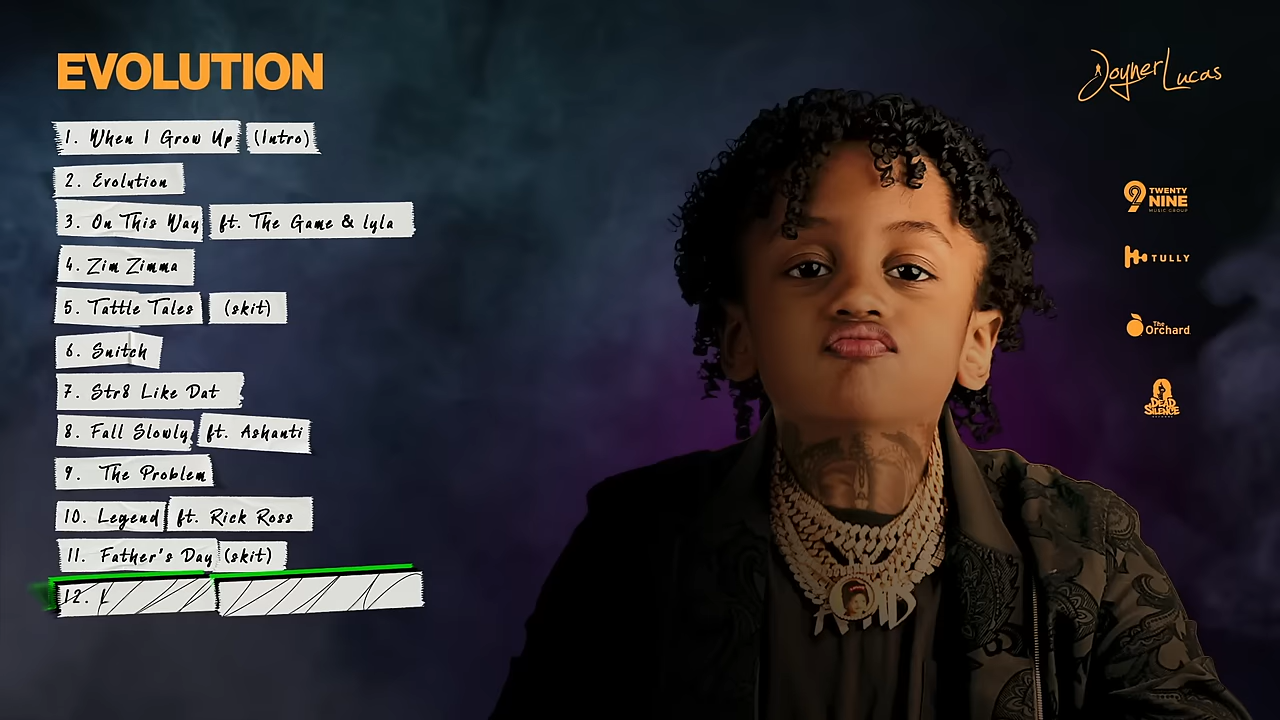 EVOLUTION
1. When I Grow Up (Intro)
2. Evolution
3. On This Way ft. The Game & lyla
4. Zim Zimma
5. Tattle Tales (skit)
6. Snitch
7. Str8 Like Dat
8. Fall Slowly ft. Ashanti
9. The Problem
10. Legend ft. Rick Ross
11. Father's Day (skit)
12.
Joyner Lucas
TWENTY
NINE
MUSIC GROUP
TULLY
The
Orchard
DEAD
SILENCE